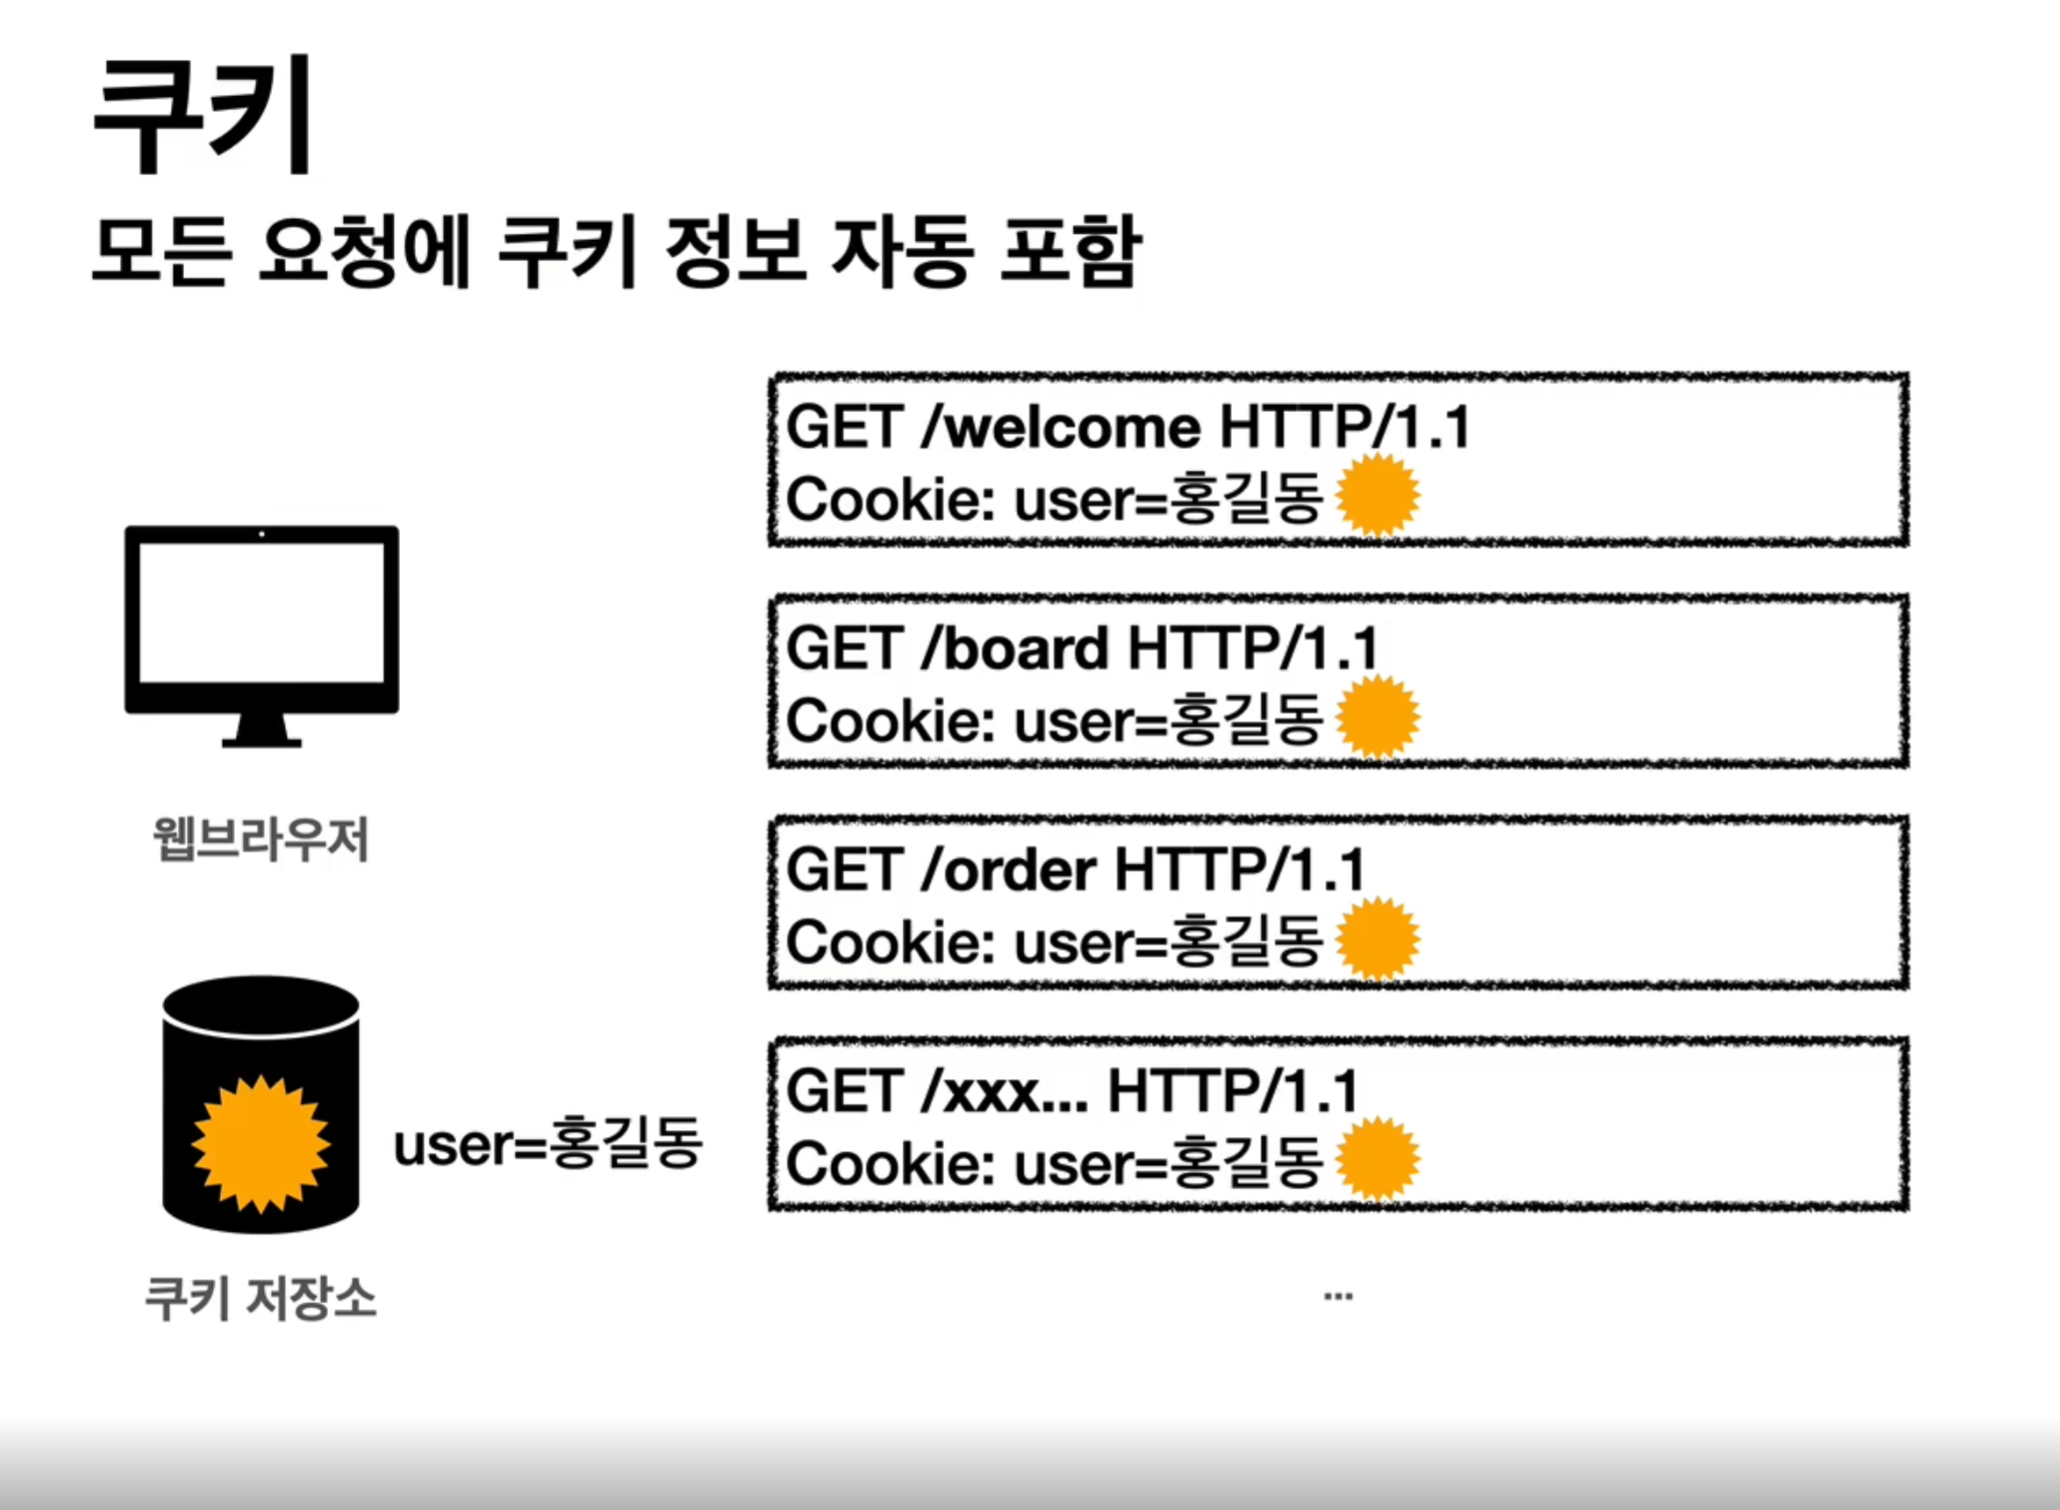 쿠키
모든 요청에 쿠키 정보 자동 포함
GET /welcome HTTP/1.1
Cookie: user=홍길동
GET /board HTTP/1.1
Cookie: user=홍길동
웹브라우저
GET /order HTTP/1.1
Cookie: user=홍길동
GET /xxx... HTTP/1.1
Cookie: user=홍길동
user=홍길동
쿠키 저장소
...